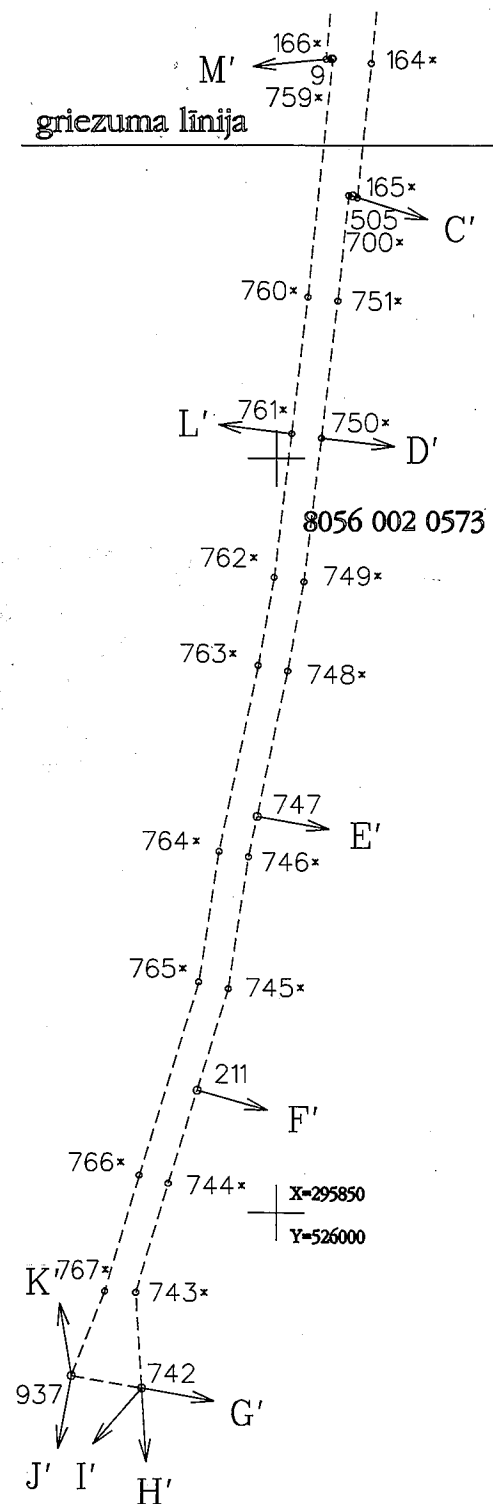 166×
M' 9 164×
759×
griezuma līnija
165×
505 C'
700×
760× 751×
L' 761× 750× D'
8056 002 0573
762× 749×
763× 748×
747
764× 746× E'
765× 745×
211
F'
766× 744× X=295850
Y=526000
K' 767× 743×
937 742
G'
J' I' H'